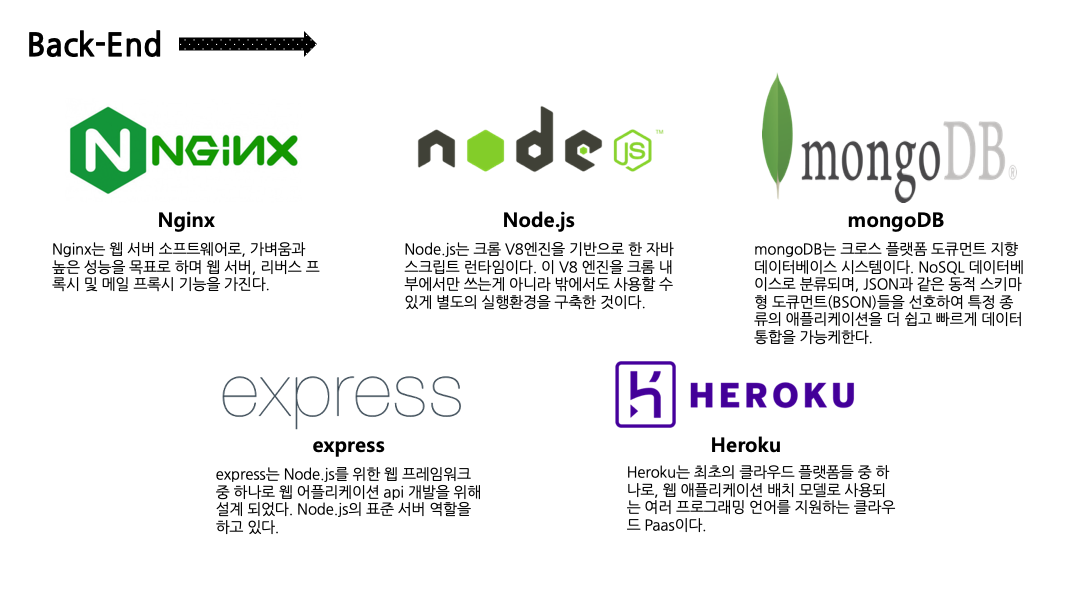 Back-End
NGINX
node
JS
™
mongoDB®
Nginx
Nginx는 웹 서버 소프트웨어로, 가벼움과
높은 성능을 목표로 하며 웹 서버, 리버스 프
록시 및 메일 프록시 기능을 가진다.
Node.js
Node.js는 크롬 V8엔진을 기반으로 한 자바
스크립트 런타임이다. 이 V8 엔진을 크롬 내
부에서만 쓰는게 아니라 밖에서도 사용할 수
있게 별도의 실행환경을 구축한 것이다.
mongoDB
mongoDB는 크로스 플랫폼 도큐먼트 지향
데이터베이스 시스템이다. NoSQL 데이터베
이스로 분류되며, JSON과 같은 동적 스키마
형 도큐먼트(BSON)들을 선호하여 특정 종
류의 애플리케이션을 더 쉽고 빠르게 데이터
통합을 가능케한다.
express
express
express는 Node.js를 위한 웹 프레임워크
중 하나로 웹 어플리케이션 api 개발을 위해
설계 되었다. Node.js의 표준 서버 역할을
하고 있다.
HEROKU
Heroku
Heroku는 최초의 클라우드 플랫폼들 중 하
나로, 웹 애플리케이션 배치 모델로 사용되
는 여러 프로그래밍 언어를 지원하는 클라우
드 Paas이다.